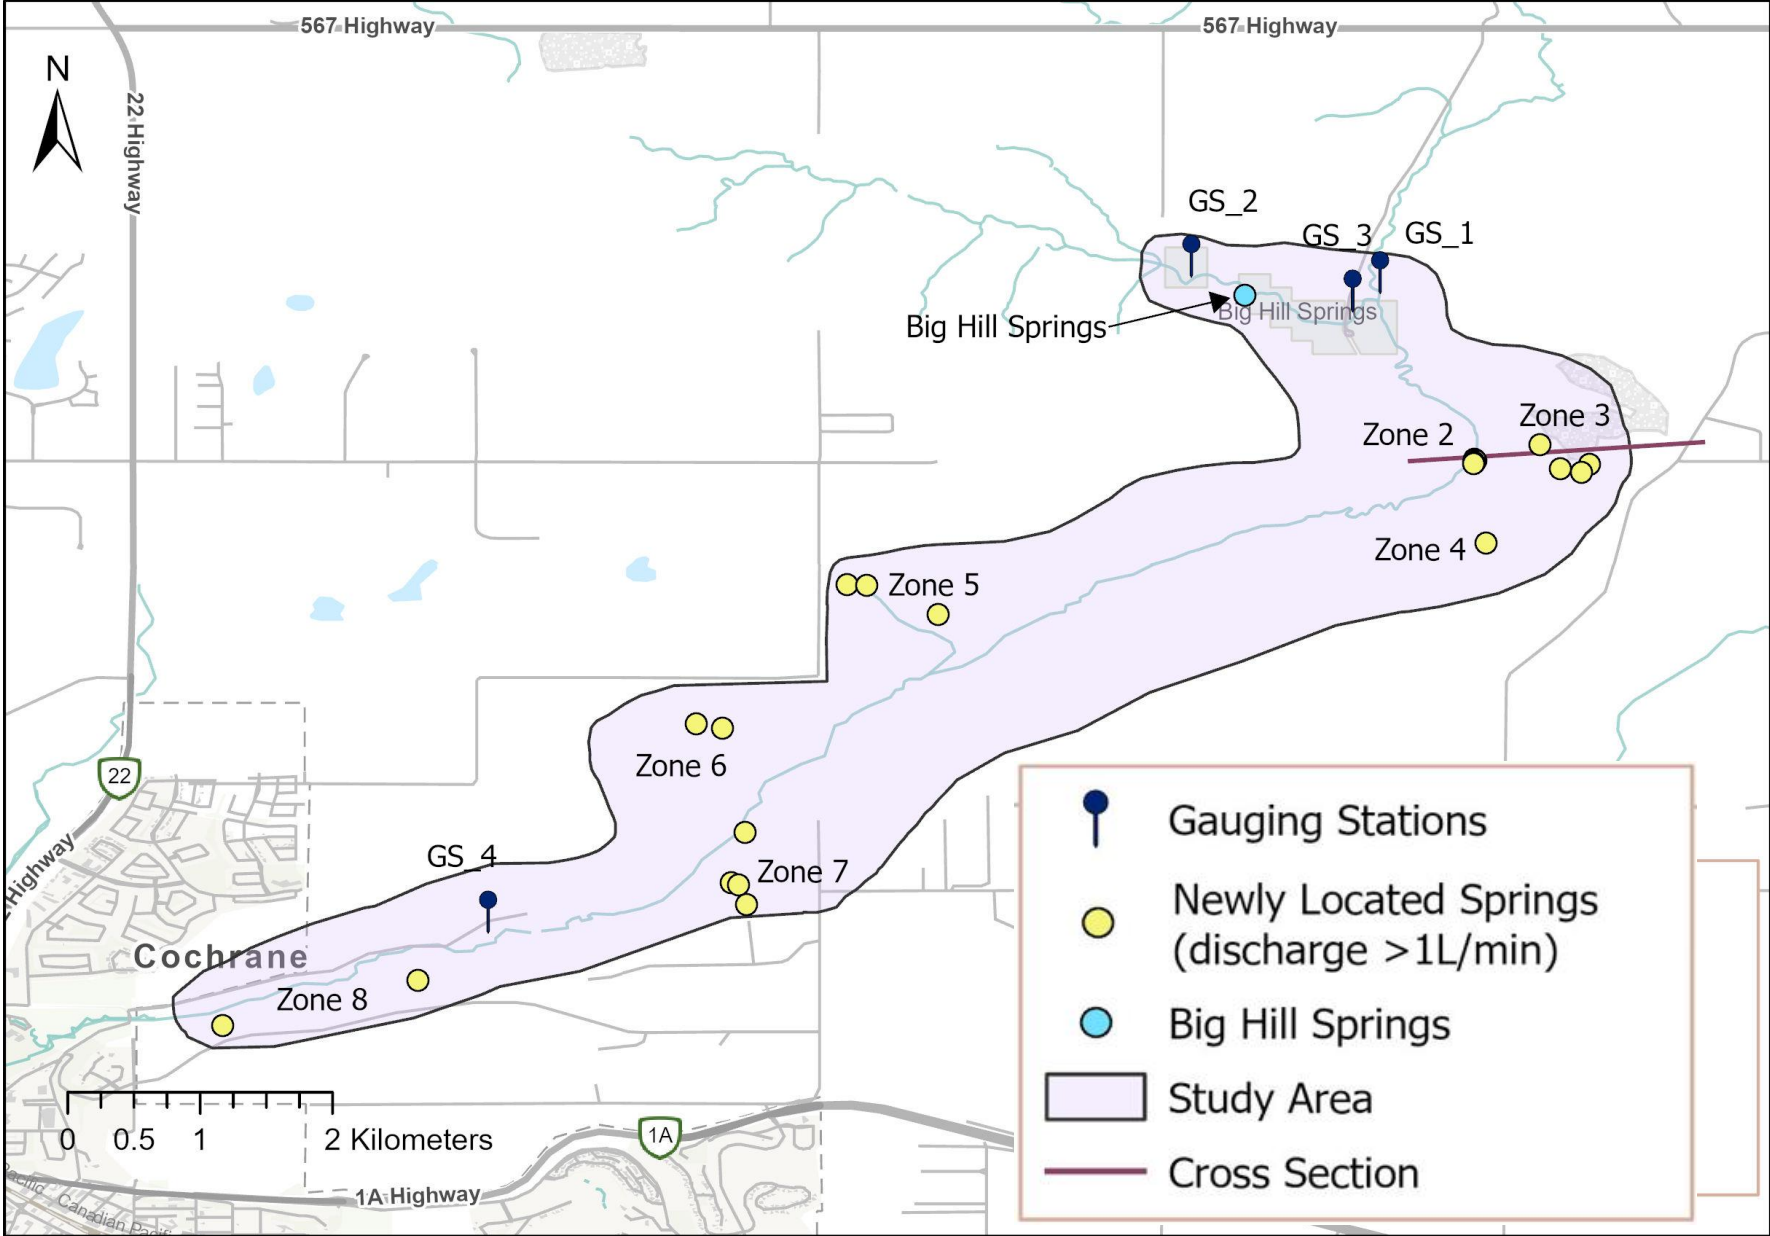 567 Highway
567 Highway
N
22 Highway
GS_2
GS_3
GS_1
Big Hill Springs
Big Hill Springs
Zone 3
Zone 2
Zone 4
Zone 5
Zone 6
22
Zone 7
GS_4
Highway
Cochrane
Zone 8
0 0.5 1 2 Kilometers
1A
1A Highway
Pacific
Canadian Pacif
Gauging Stations
Newly Located Springs
(discharge >1L/min)
Big Hill Springs
Study Area
Cross Section